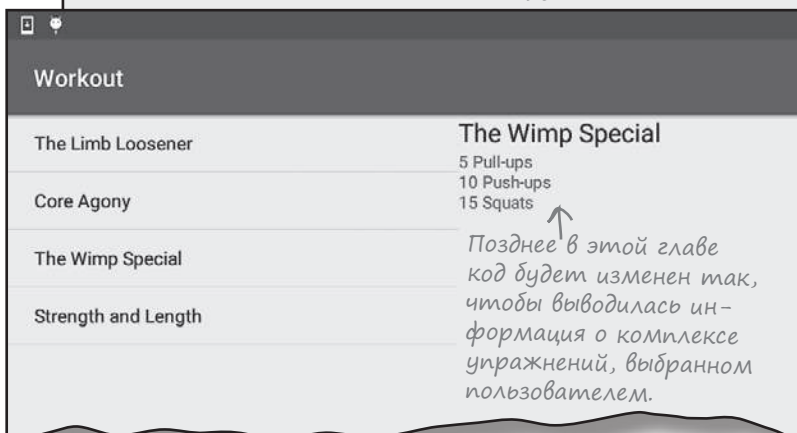 Workout
The Limb Loosener
Core Agony
The Wimp Special
Strength and Length
The Wimp Special
5 Pull-ups
10 Push-ups
15 Squats
Позднее в этой главе
код будет изменен так,
чтобы выводилась ин-
формация о комплексе
упражнений, выбранном
пользователем.